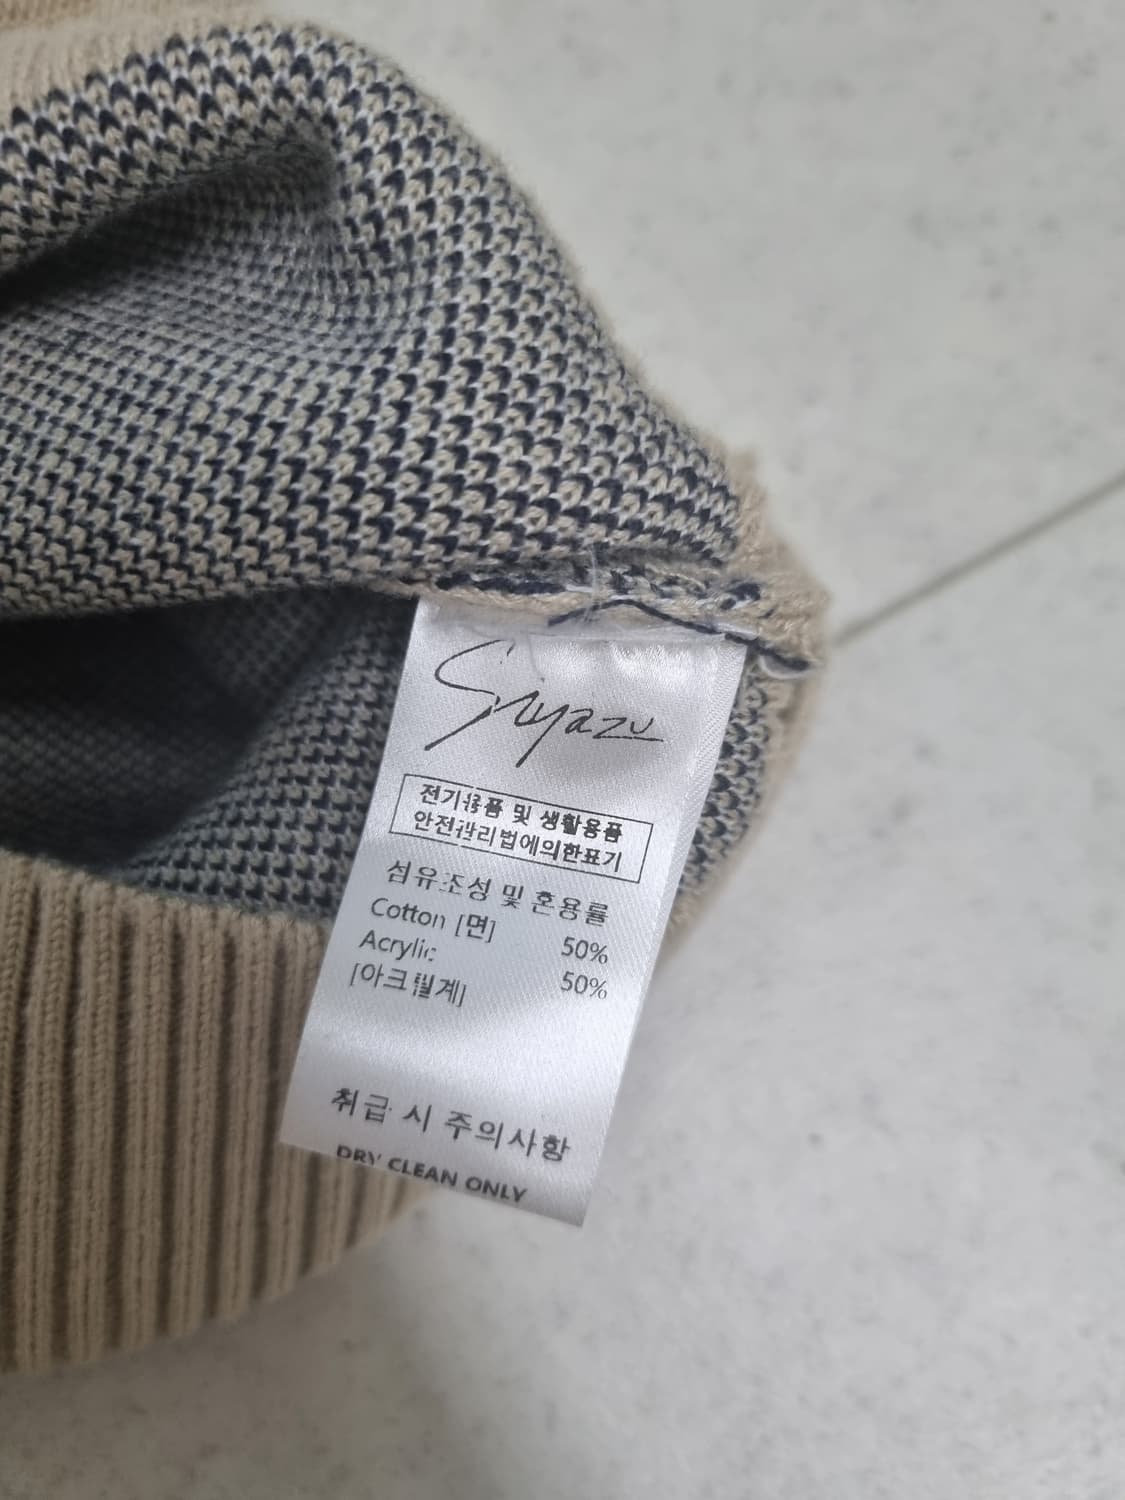 Siyazu
전기용품 및 생활용품
안전관리법에의한표기
섬유조성 및 혼용률
Cotton [면] 50%
Acrylic
[아크릴계] 50%
취급 시 주의사항
DRY CLEAN ONLY